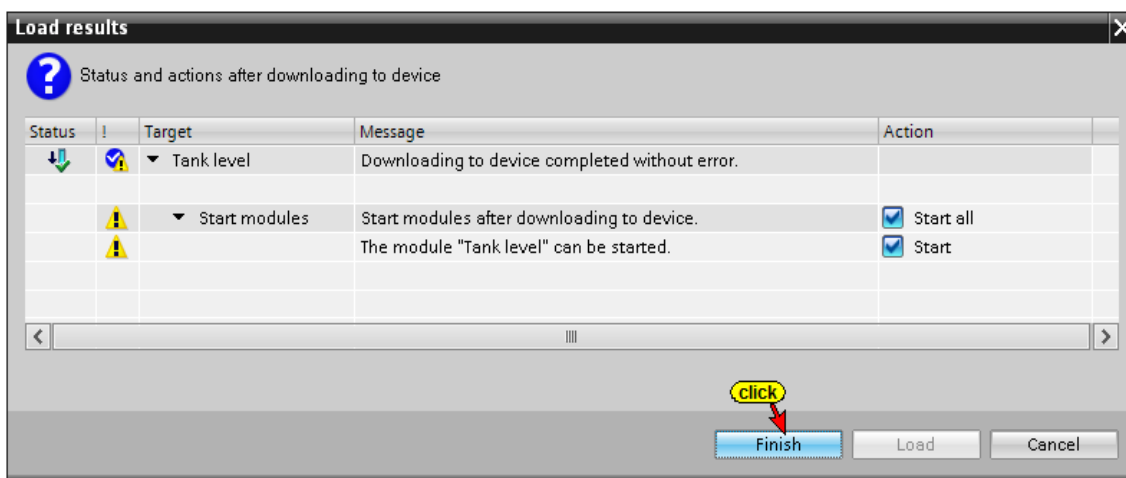 Load results
Status and actions after downloading to device
Status ! Target Message Action
Tank level Downloading to device completed without error.
Start modules Start modules after downloading to device. Start all
The module "Tank level" can be started. Start
click
Finish Load Cancel